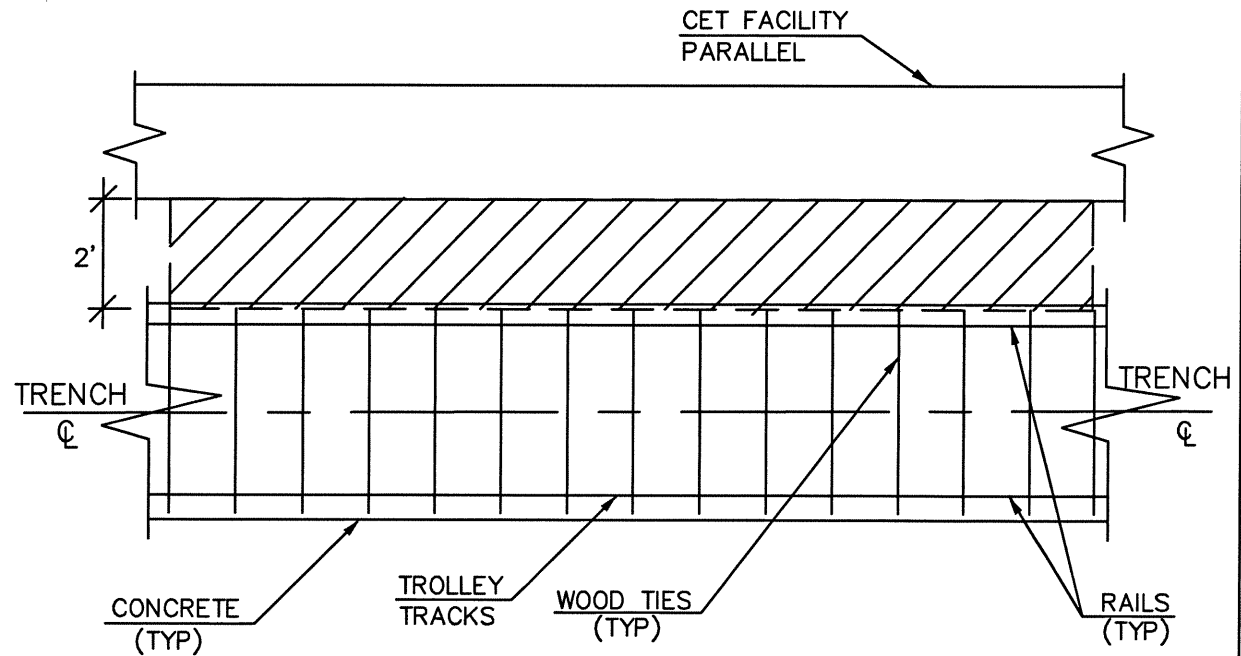 CET FACILITY
PARALLEL
2'
TRENCH
℄
TRENCH
℄
CONCRETE
(TYP)
TROLLEY
TRACKS
WOOD TIES
(TYP)
RAILS
(TYP)